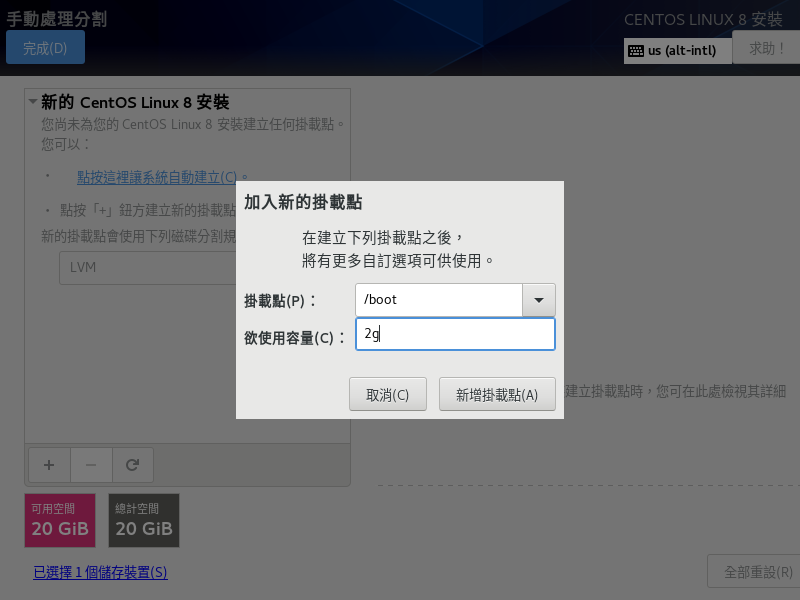 手動處理分割
CENTOS LINUX 8 安裝
完成(D)
us (alt-intl)
求助！
新的 CentOS Linux 8 安裝
您尚未為您的 CentOS Linux 8 安裝建立任何掛載點。
您可以：
• 點按這裡讓系統自動建立(C)。
• 點按「+」鈕方建立新的掛載點
新的掛載點會使用下列磁碟分割規
LVM
加入新的掛載點
在建立下列掛載點之後，
將有更多自訂選項可供使用。
掛載點(P)：
/boot
欲使用容量(C)：
2g
取消(C)
新增掛載點(A)
建立掛載點時，您可在此處檢視其詳細
+ −
可用空間
20 GiB
總計空間
20 GiB
已選擇 1 個儲存裝置(S)
全部重設(R)